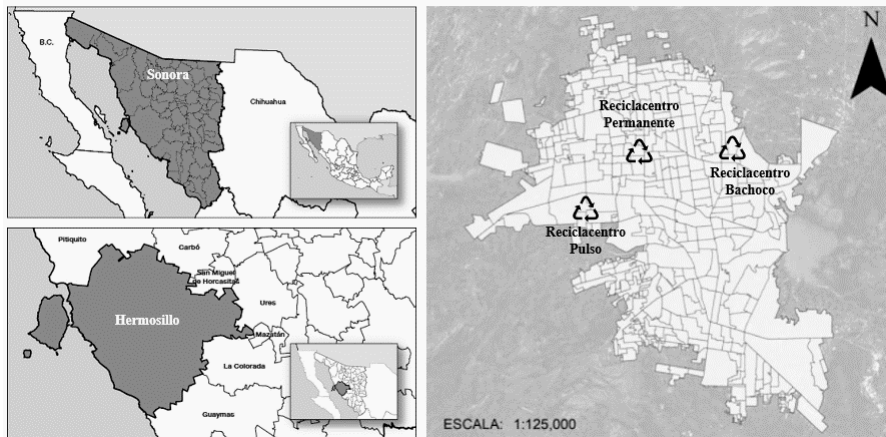 B.C.
Sonora
Chihuahua
Pitiquito
Carbó
San Miguel
de Horcasitas
Ures
Hermosillo
Mazatán
La Colorada
Guaymas
N
Reciclacentro
Permanente
Reciclacentro
Bachoco
Reciclacentro
Pulso
ESCALA: 1:125,000